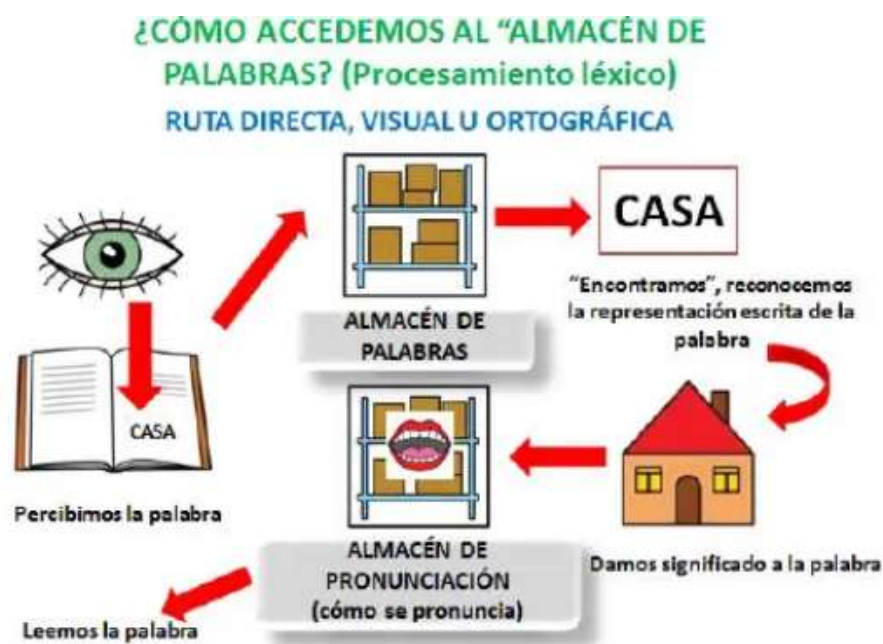 ¿CÓMO ACCEDEMOS AL “ALMACÉN DE
PALABRAS? (Procesamiento léxico)
RUTA DIRECTA, VISUAL U ORTOGRÁFICA
CASA
“Encontramos”, reconocemos
la representación escrita de la
palabra
ALMACÉN DE
PALABRAS
CASA
Percibimos la palabra
Damos significado a la palabra
ALMACÉN DE
PRONUNCIACIÓN
(cómo se pronuncia)
Leemos la palabra